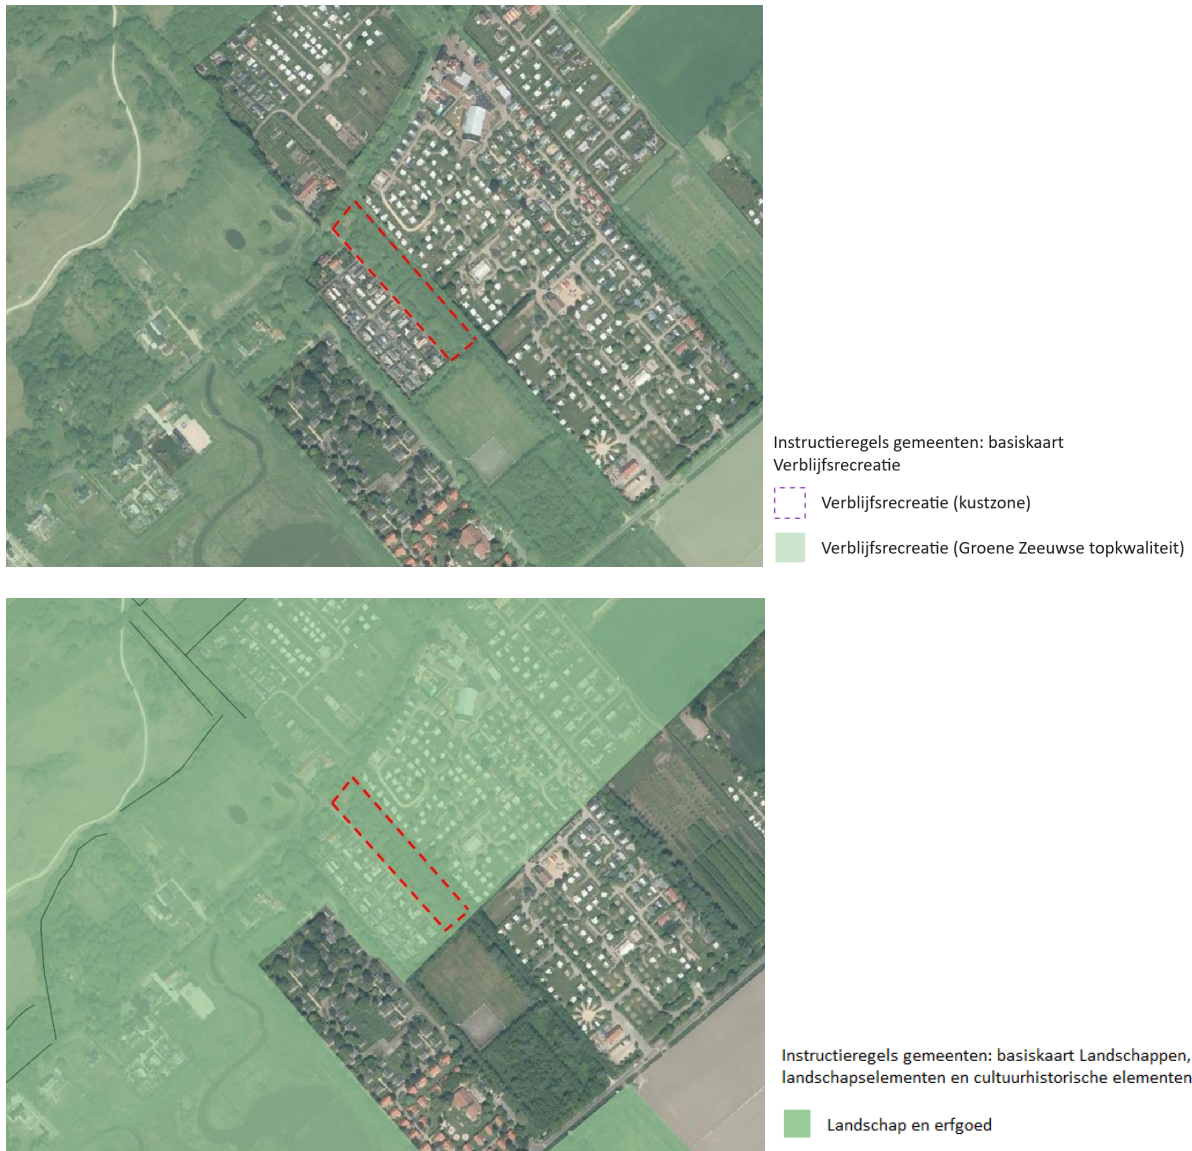 Instructieregels gemeenten: basiskaart
Verblijfsrecreatie
Verblijfsrecreatie (kustzone)
Verblijfsrecreatie (Groene Zeeuwse topkwaliteit)
Instructieregels gemeenten: basiskaart Landschappen,
landschapselementen en cultuurhistorische elementen
Landschap en erfgoed